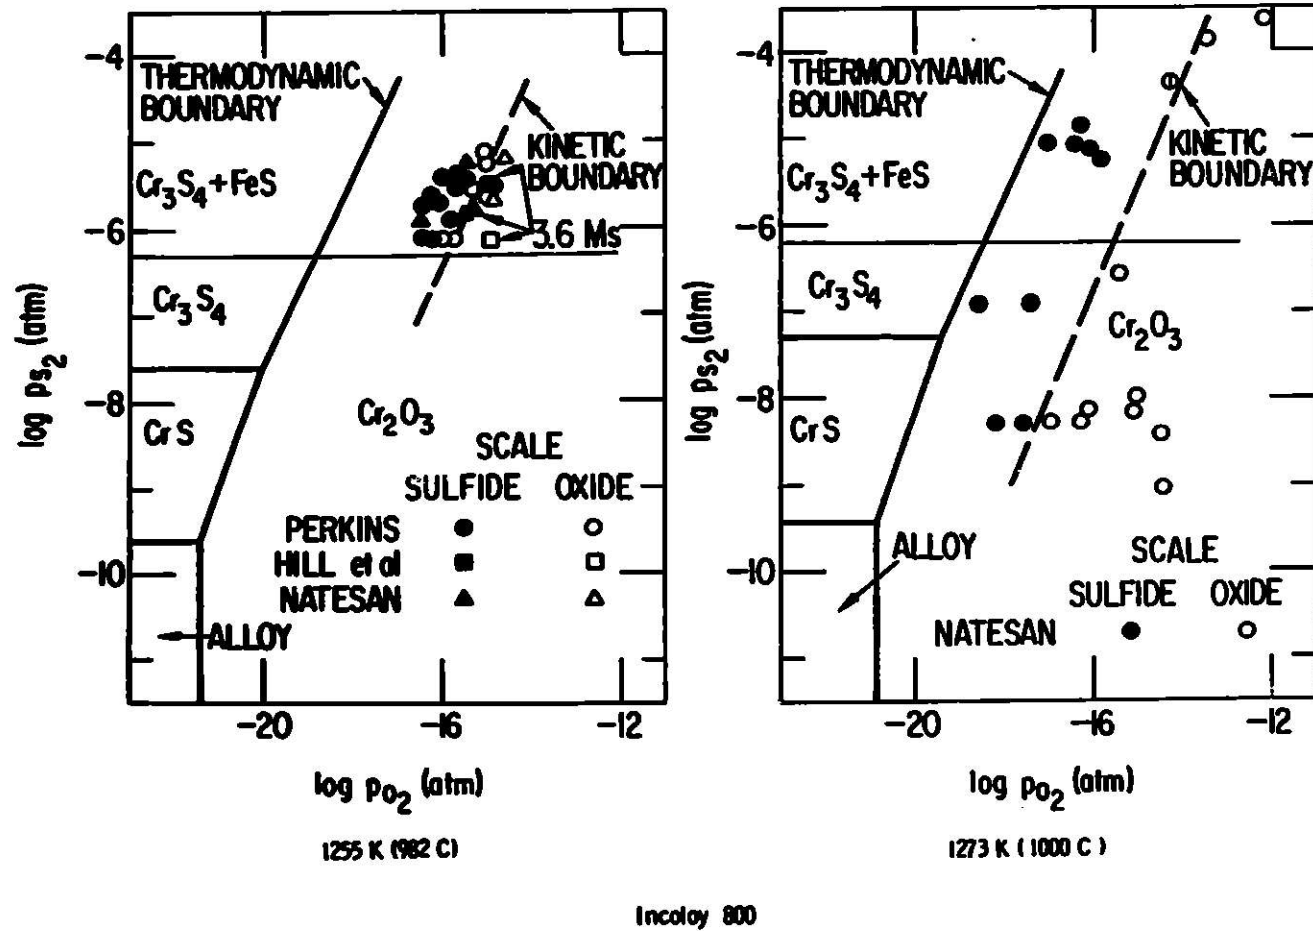 −4
THERMODYNAMIC
BOUNDARY
KINETIC
BOUNDARY
Cr3S4+FeS
−6
3.6 Ms
Cr3S4
log pS2 (atm)
−8
CrS
Cr2O3
SCALE
SULFIDE OXIDE
PERKINS
HILL et al
NATESAN
−10
ALLOY
−20 −16 −12
log pO2 (atm)
1255 K (982 C)
−4
THERMODYNAMIC
BOUNDARY
KINETIC
BOUNDARY
Cr3S4+FeS
−6
Cr3S4
Cr2O3
log pS2 (atm)
−8
CrS
ALLOY
SCALE
−10
SULFIDE OXIDE
NATESAN
−20 −16 −12
log pO2 (atm)
1273 K (1000 C)
Incoloy 800